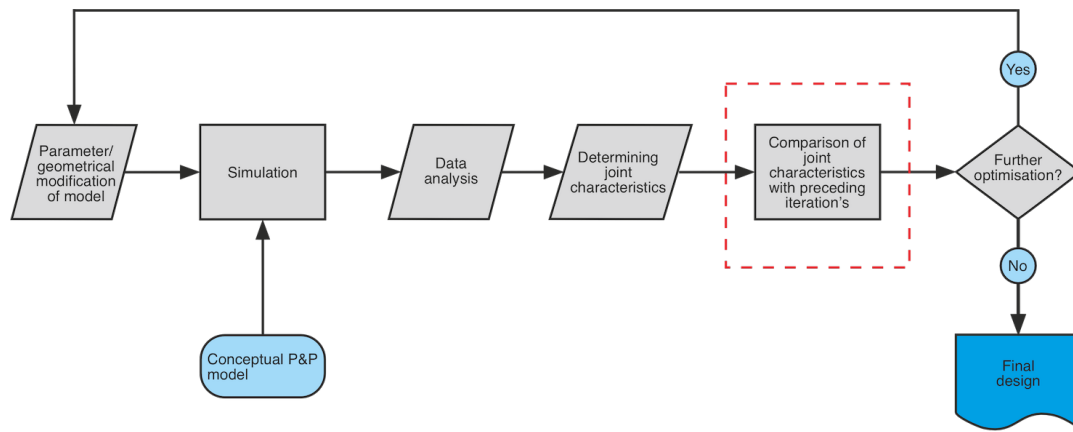 Yes
Parameter/
geometrical
modification
of model
Simulation
Data
analysis
Determining
joint
characteristics
Comparison of
joint
characteristics
with preceding
iteration's
Further
optimisation?
No
Conceptual P&P
model
Final
design